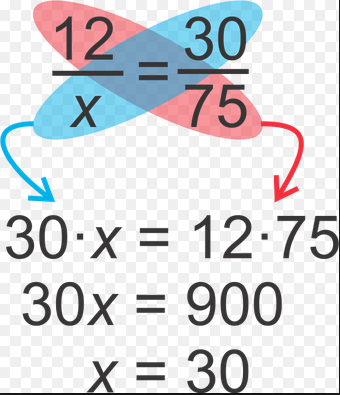 12/x = 30/75
30·x = 12·75
30x = 900
x = 30